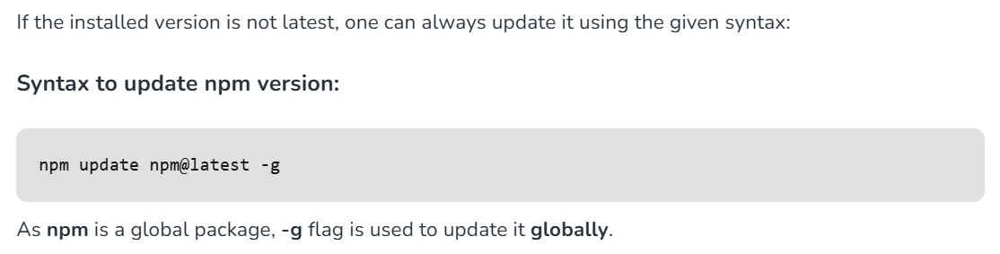 If the installed version is not latest, one can always update it using the given syntax:
Syntax to update npm version:
npm update npm@latest -g
As npm is a global package, -g flag is used to update it globally.